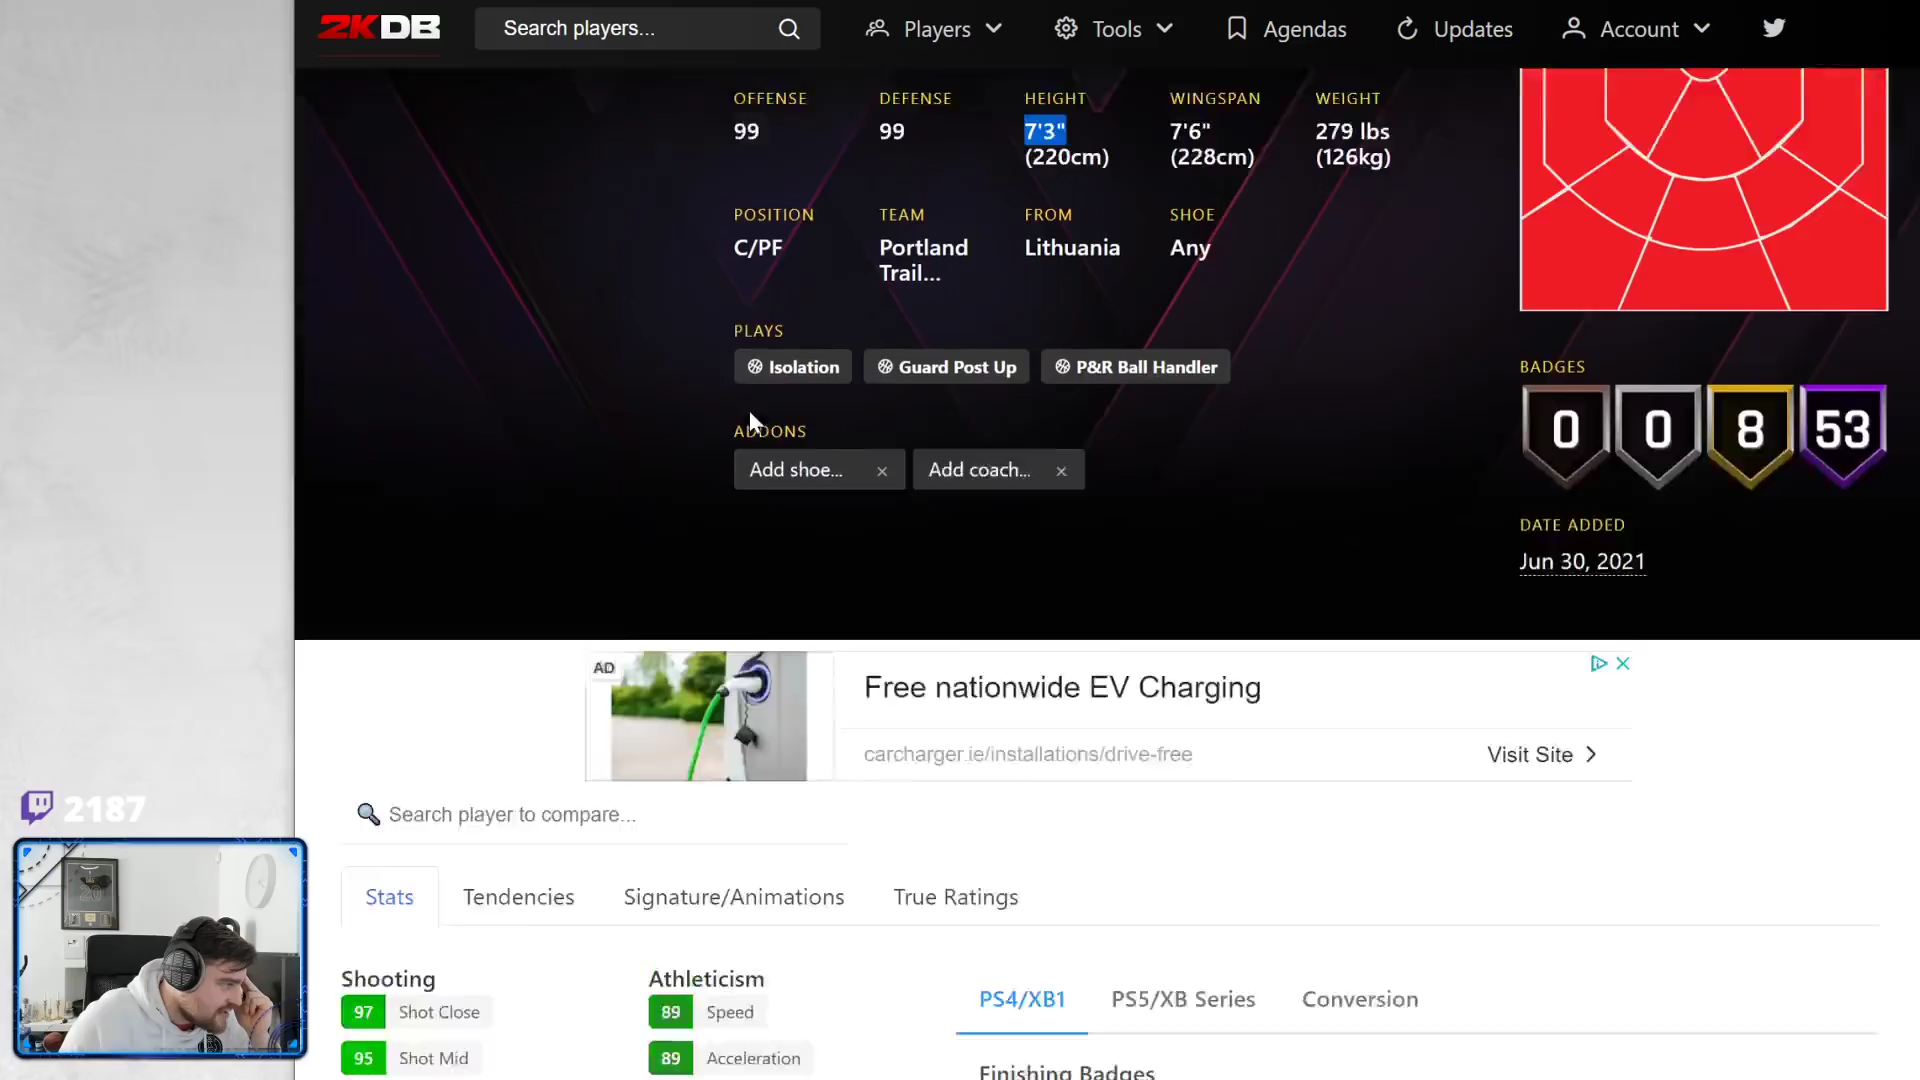 2KDB
Search players...
Players
Tools
Agendas
Updates
Account
OFFENSE
99
DEFENSE
99
HEIGHT
7'3"
(220cm)
WINGSPAN
7'6"
(228cm)
WEIGHT
279 lbs
(126kg)
POSITION
C/PF
TEAM
Portland
Trail...
FROM
Lithuania
SHOE
Any
PLAYS
Isolation
Guard Post Up
P&R Ball Handler
ADDONS
Add shoe... ×
Add coach... ×
BADGES
0
0
8
53
DATE ADDED
Jun 30, 2021
AD
Free nationwide EV Charging
carcharger.ie/installations/drive-free
Visit Site
Search player to compare...
Stats
Tendencies
Signature/Animations
True Ratings
Shooting
97 Shot Close
95 Shot Mid
Athleticism
89 Speed
89 Acceleration
PS4/XB1
PS5/XB Series
Conversion
Finishing Badges
2187